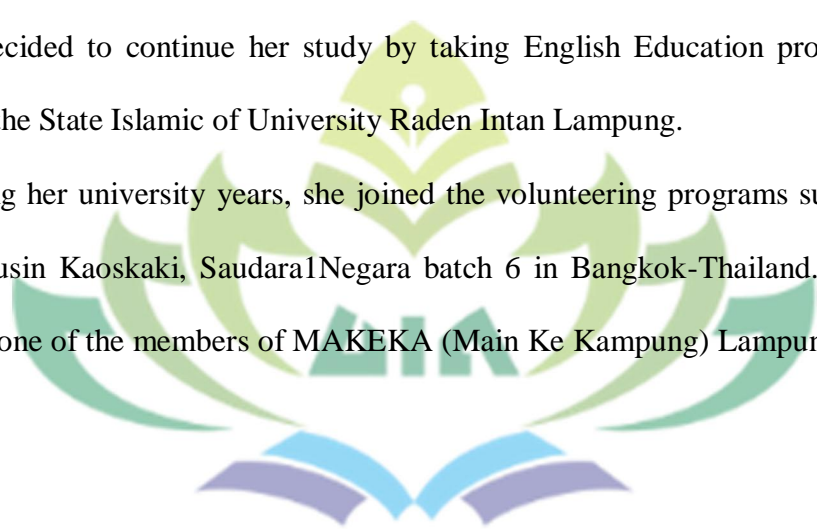 ecided to continue her study by taking English Education pro
he State Islamic of University Raden Intan Lampung.
g her university years, she joined the volunteering programs su
usin Kaoskaki, Saudara1Negara batch 6 in Bangkok-Thailand.
one of the members of MAKEKA (Main Ke Kampung) Lampun